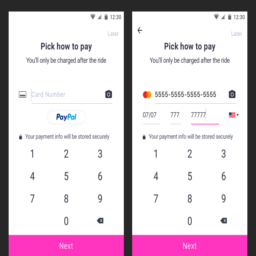 12:30
Later
Pick how to pay
You'll only be charged after the ride
Card Number
PayPal
Your payment info will be stored securely
1 2 3
4 5 6
7 8 9
0
Next
12:30
Later
Pick how to pay
You'll only be charged after the ride
5555-5555-5555-5555
07/07 777 77777
Your payment info will be stored securely
1 2 3
4 5 6
7 8 9
0
Next